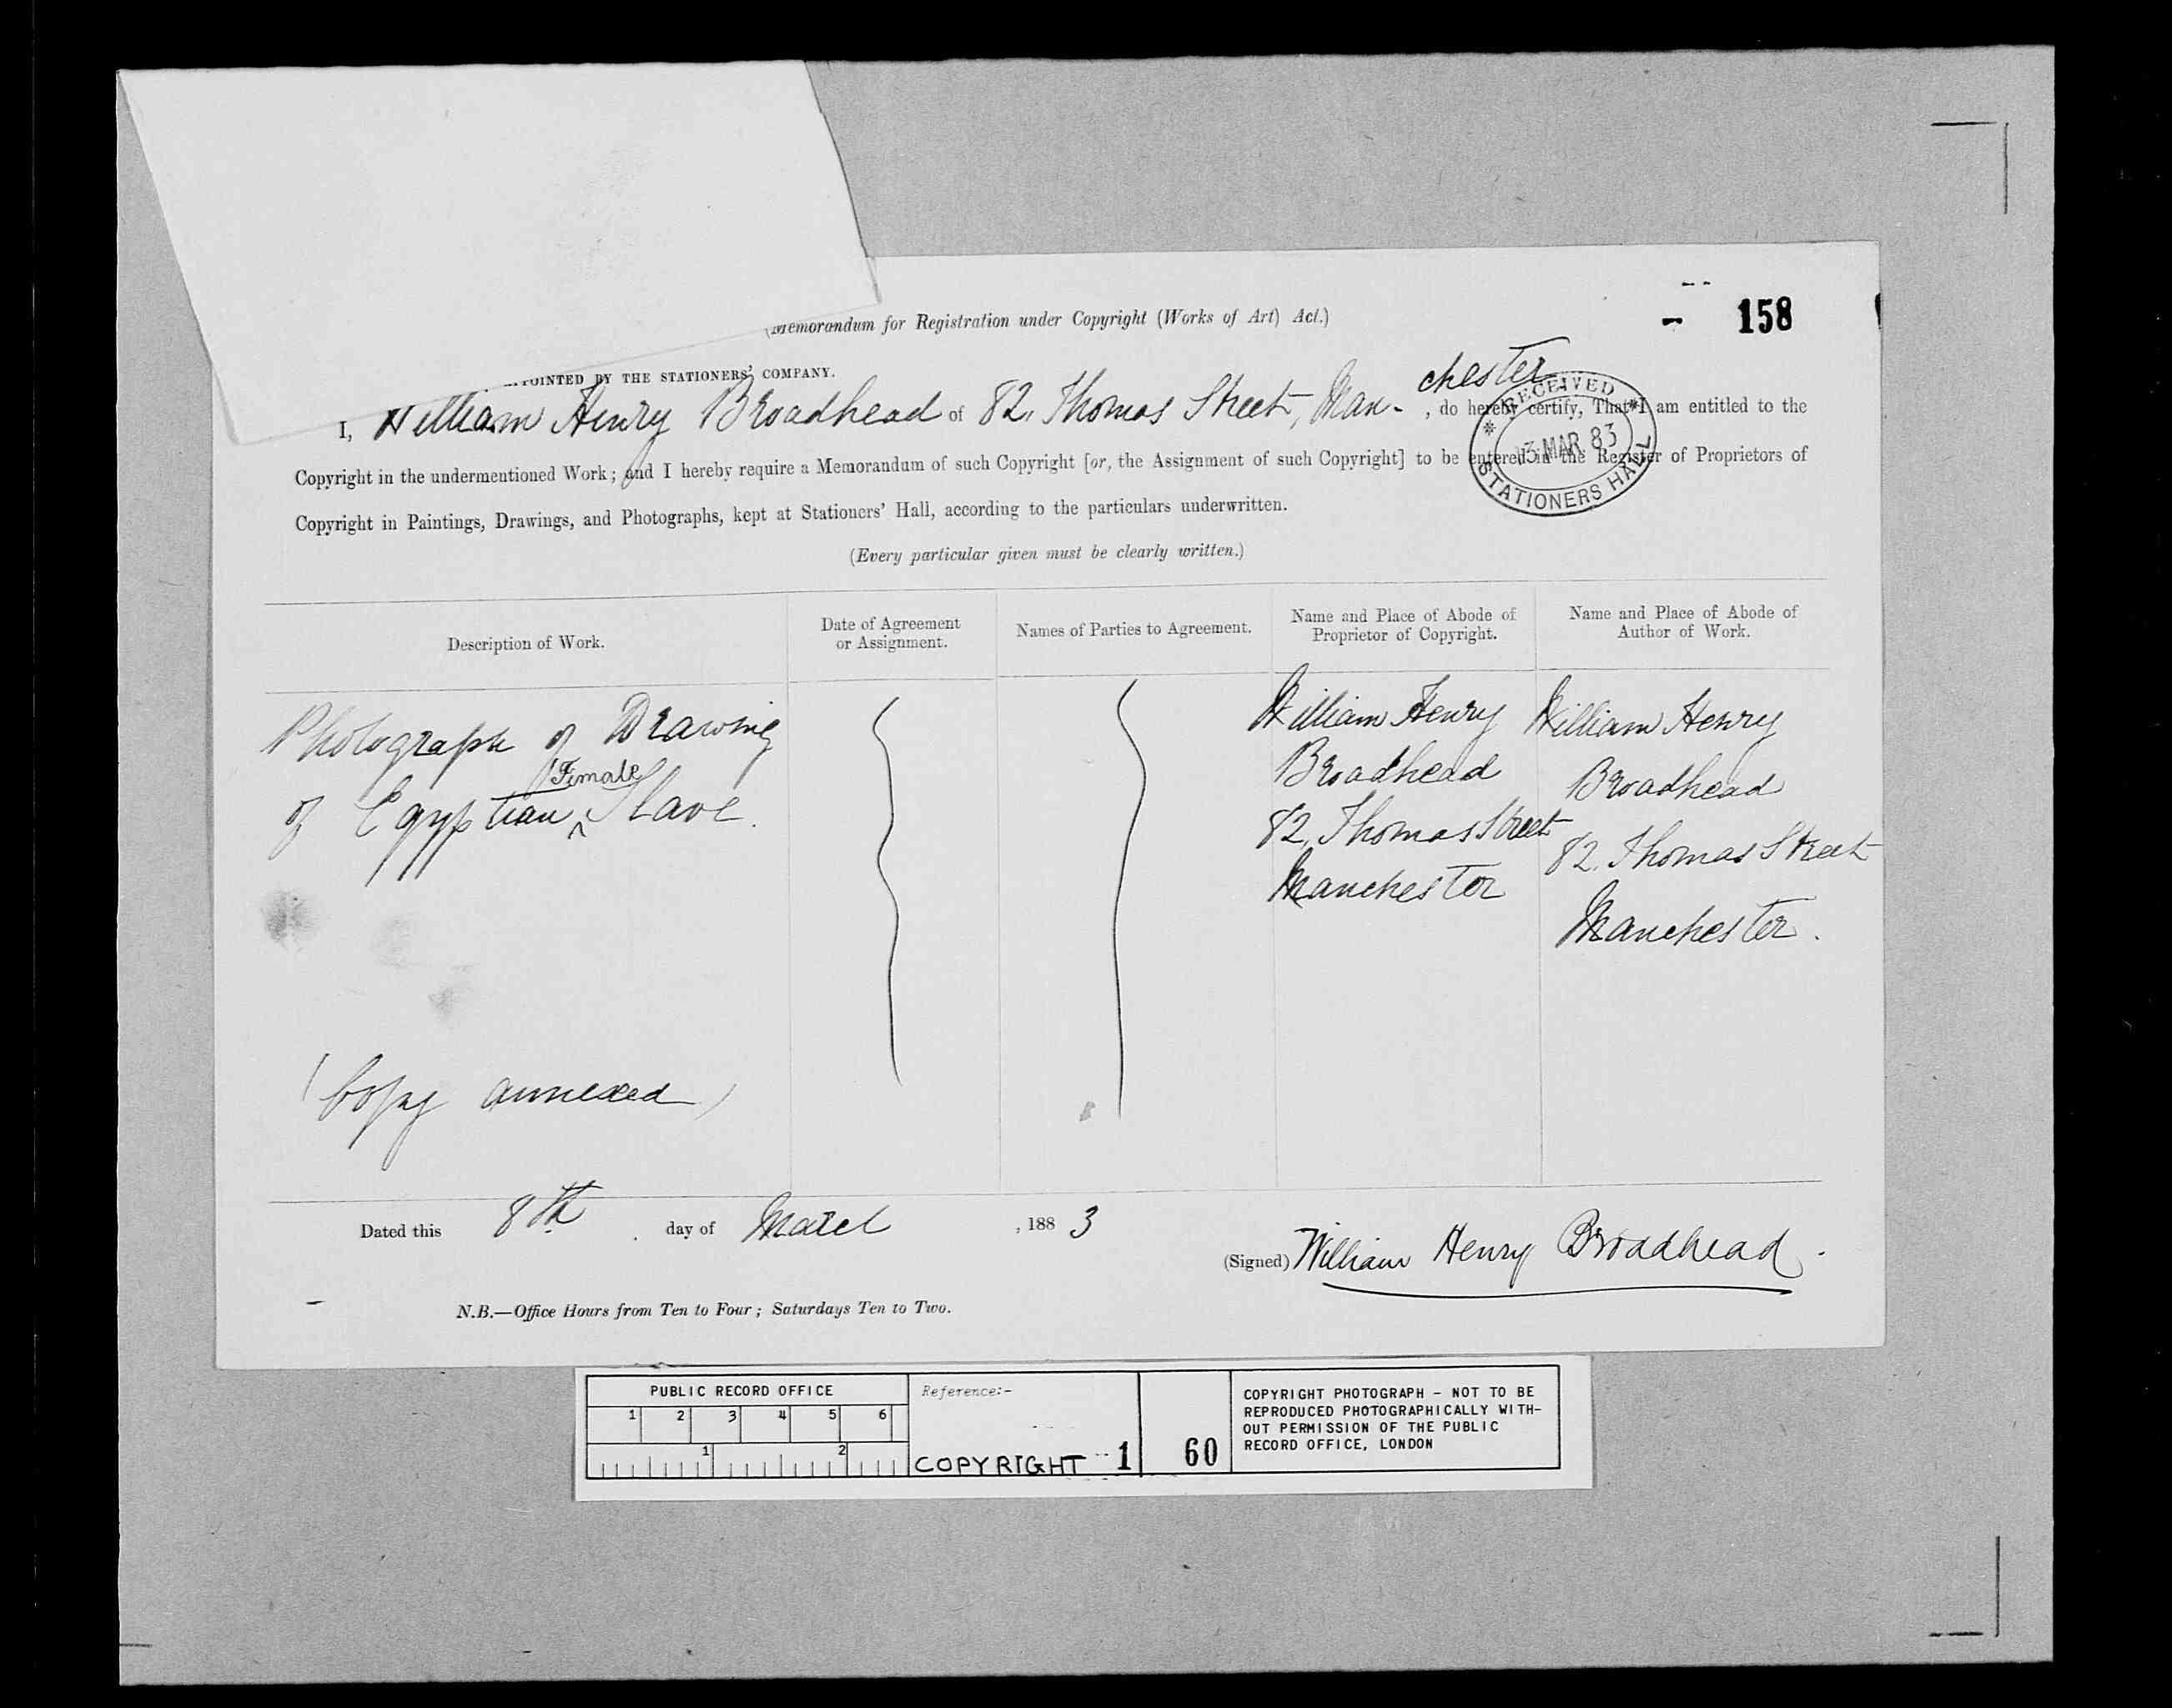 (Memorandum for Registration under Copyright (Works of Art) Act.)
158
BY THE STATIONERS' COMPANY.
chester
I, William Henry Broadhead of 82, Thomas Street, Man- , do hereby certify, That I am entitled to the
Copyright in the undermentioned Work; and I hereby require a Memorandum of such Copyright [or, the Assignment of such Copyright] to be entered in the Register of Proprietors of
Copyright in Paintings, Drawings, and Photographs, kept at Stationers' Hall, according to the particulars underwritten.
RECEIVED
MAR 83
STATIONERS HALL
(Every particular given must be clearly written.)
Description of Work.
Date of Agreement
or Assignment.
Names of Parties to Agreement.
Name and Place of Abode of
Proprietor of Copyright.
Name and Place of Abode of
Author of Work.
Photograph of Drawing
Female
of Egyptian ^ Slave.
(Copy annexed)
William Henry
Broadhead
82, Thomas Street
Manchester
William Henry
Broadhead
82, Thomas Street
Manchester.
Dated this 8th day of March , 188 3
(Signed) William Henry Broadhead.
N.B.—Office Hours from Ten to Four; Saturdays Ten to Two.
PUBLIC RECORD OFFICE
1 2 3 4 5 6
1 2
Reference:-
COPYRIGHT 1
60
COPYRIGHT PHOTOGRAPH - NOT TO BE
REPRODUCED PHOTOGRAPHICALLY WITH-
OUT PERMISSION OF THE PUBLIC
RECORD OFFICE, LONDON